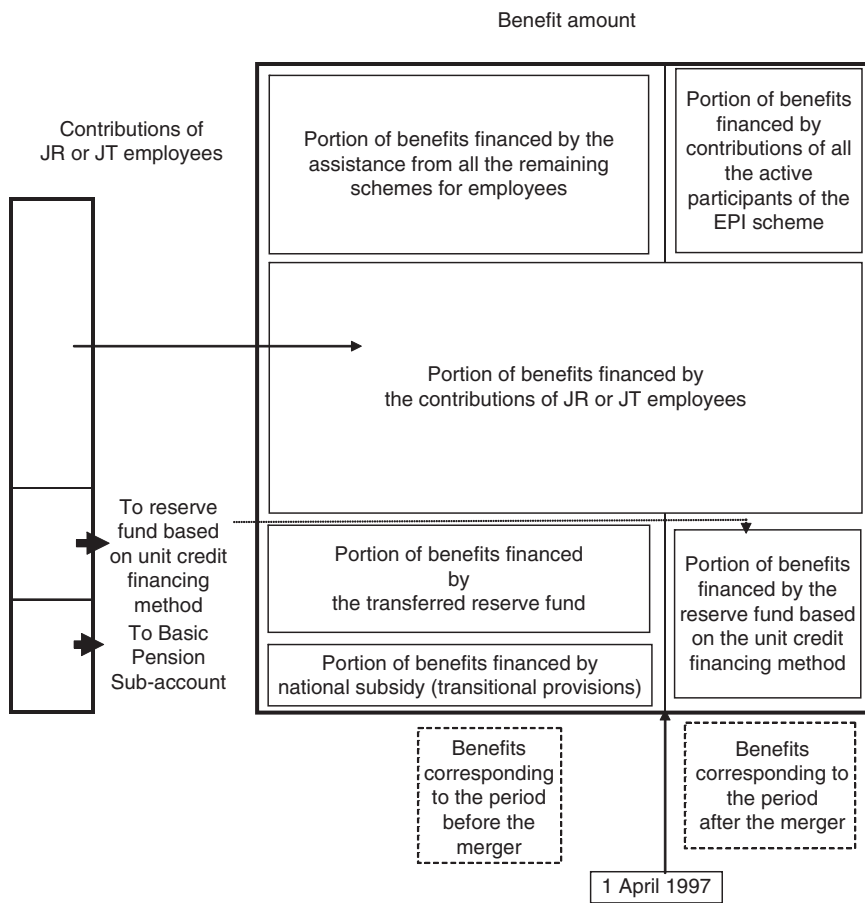 Benefit amount
Contributions of
JR or JT employees
Portion of benefits financed by the
assistance from all the remaining
schemes for employees
Portion of benefits
financed by
contributions of all
the active
participants of the
EPI scheme
Portion of benefits financed by
the contributions of JR or JT employees
To reserve
fund based
on unit credit
financing
method
To Basic
Pension
Sub-account
Portion of benefits financed
by
the transferred reserve fund
Portion of benefits
financed by the
reserve fund based
on the unit credit
financing method
Portion of benefits financed by
national subsidy (transitional provisions)
Benefits
corresponding
to the period
before the
merger
Benefits
corresponding to
the period
after the merger
1 April 1997